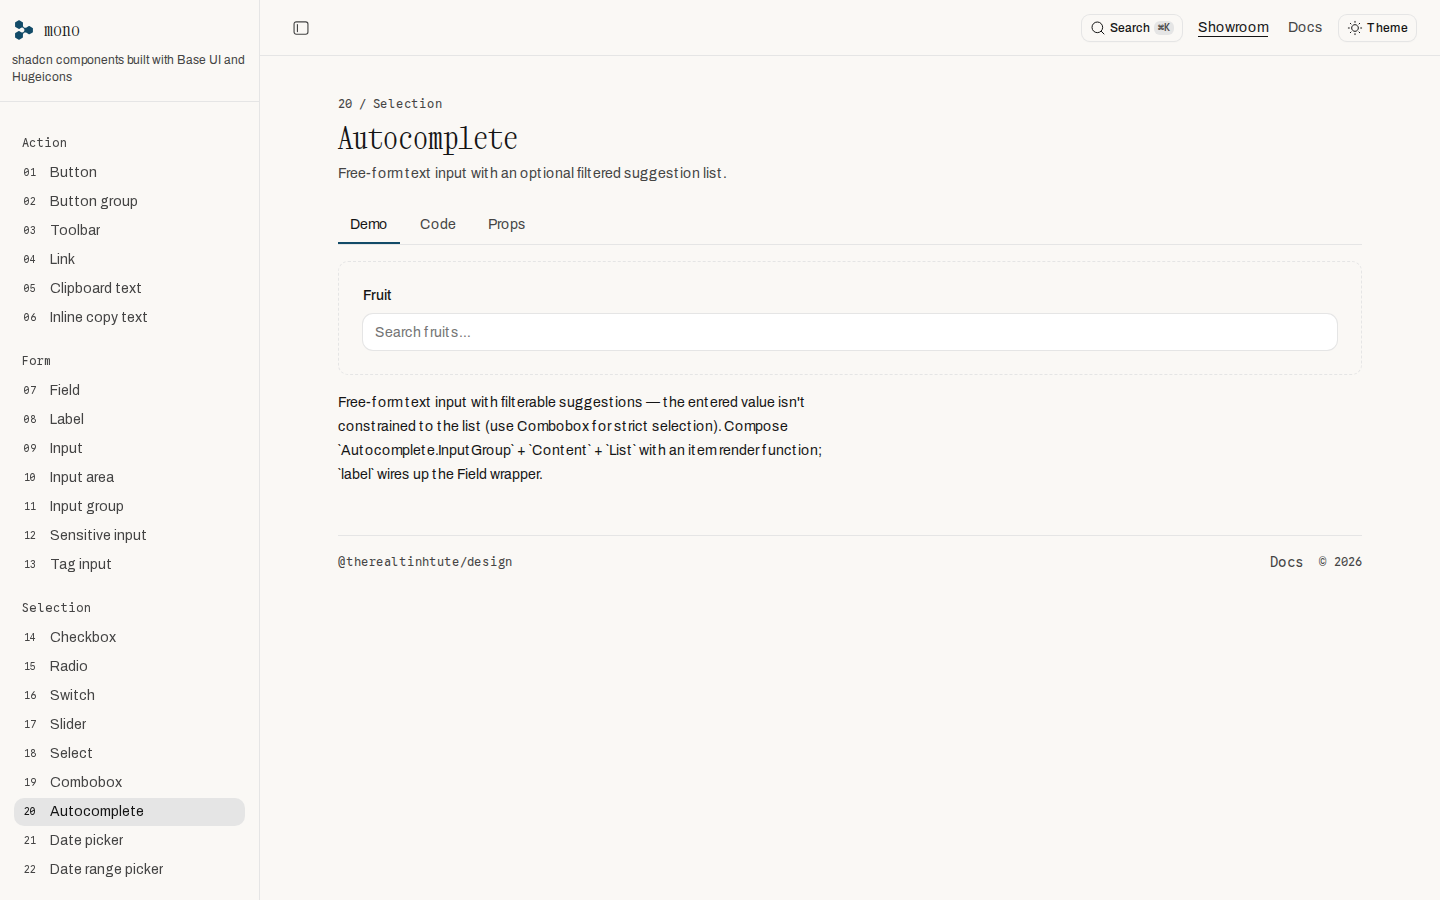 mono
shadcn components built with Base UI and
Hugeicons
Action
01 Button
02 Button group
03 Toolbar
04 Link
05 Clipboard text
06 Inline copy text
Form
07 Field
08 Label
09 Input
10 Input area
11 Input group
12 Sensitive input
13 Tag input
Selection
14 Checkbox
15 Radio
16 Switch
17 Slider
18 Select
19 Combobox
20 Autocomplete
21 Date picker
22 Date range picker
Search ⌘K Showroom Docs Theme
20 / Selection
Autocomplete
Free-form text input with an optional filtered suggestion list.
Demo Code Props
Fruit
Search fruits...
Free-form text input with filterable suggestions — the entered value isn't
constrained to the list (use Combobox for strict selection). Compose
`Autocomplete.InputGroup` + `Content` + `List` with an item render function;
`label` wires up the Field wrapper.
@therealtinhtute/design
Docs © 2026